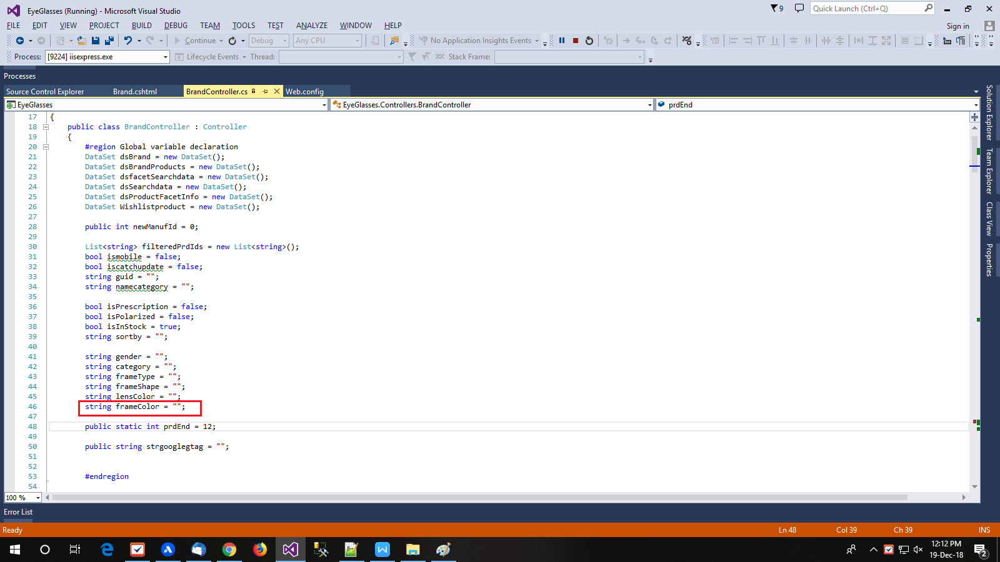 EyeGlasses (Running) - Microsoft Visual Studio
9
Quick Launch (Ctrl+Q)
FILE EDIT VIEW PROJECT BUILD DEBUG TEAM TOOLS TEST ANALYZE WINDOW HELP
Sign in
Continue Debug Any CPU No Application Insights Events
Process: [9224] iisexpress.exe Lifecycle Events Thread: Stack Frame:
Processes
Source Control Explorer Brand.cshtml BrandController.cs Web.config
EyeGlasses EyeGlasses.Controllers.BrandController prdEnd
17 {
18 public class BrandController : Controller
19 {
20 #region Global variable declaration
21 DataSet dsBrand = new DataSet();
22 DataSet dsBrandProducts = new DataSet();
23 DataSet dsfacetSearchdata = new DataSet();
24 DataSet dsSearchdata = new DataSet();
25 DataSet dsProductFacetInfo = new DataSet();
26 DataSet Wishlistproduct = new DataSet();
27
28 public int newManufId = 0;
29
30 List<string> filteredPrdIds = new List<string>();
31 bool ismobile = false;
32 bool iscatchupdate = false;
33 string guid = "";
34 string namecategory = "";
35
36 bool isPrescription = false;
37 bool isPolarized = false;
38 bool isInStock = true;
39 string sortby = "";
40
41 string gender = "";
42 string category = "";
43 string frameType = "";
44 string frameShape = "";
45 string lensColor = "";
46 string frameColor = "";
47
48 public static int prdEnd = 12;
49
50 public string strgooglegtag = "";
51
52
53 #endregion
54
100 %
Solution Explorer
Team Explorer
Class View
Properties
Error List
Ready Ln 48 Col 39 Ch 39 INS
12:12 PM
19-Dec-18
2